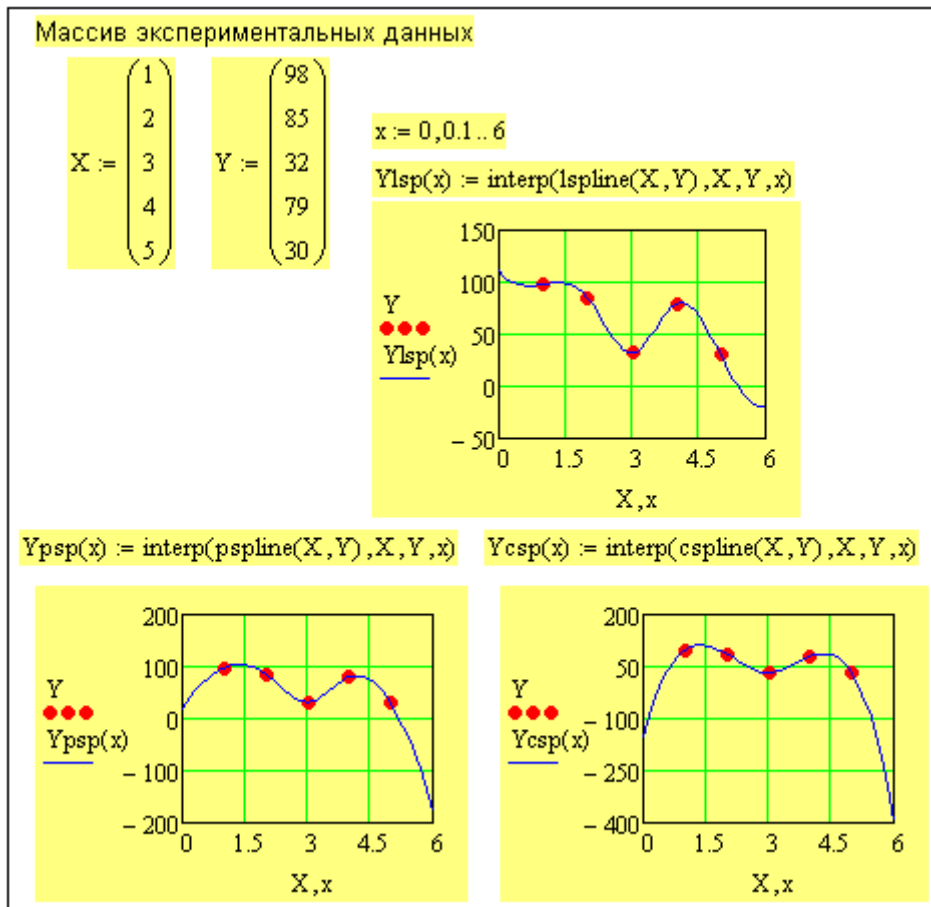 Массив экспериментальных данных
X := (1 2 3 4 5)
Y := (98 85 32 79 30)
x := 0,0.1 .. 6
Ylsp(x) := interp(lspline(X,Y),X,Y,x)
150
100
50
0
− 50
Y
Ylsp(x)
0 1.5 3 4.5 6
X,x
Ypsp(x) := interp(pspline(X,Y),X,Y,x)
200
100
0
− 100
− 200
Y
Ypsp(x)
0 1.5 3 4.5 6
X,x
Ycsp(x) := interp(cspline(X,Y),X,Y,x)
200
50
− 100
− 250
− 400
Y
Ycsp(x)
0 1.5 3 4.5 6
X,x